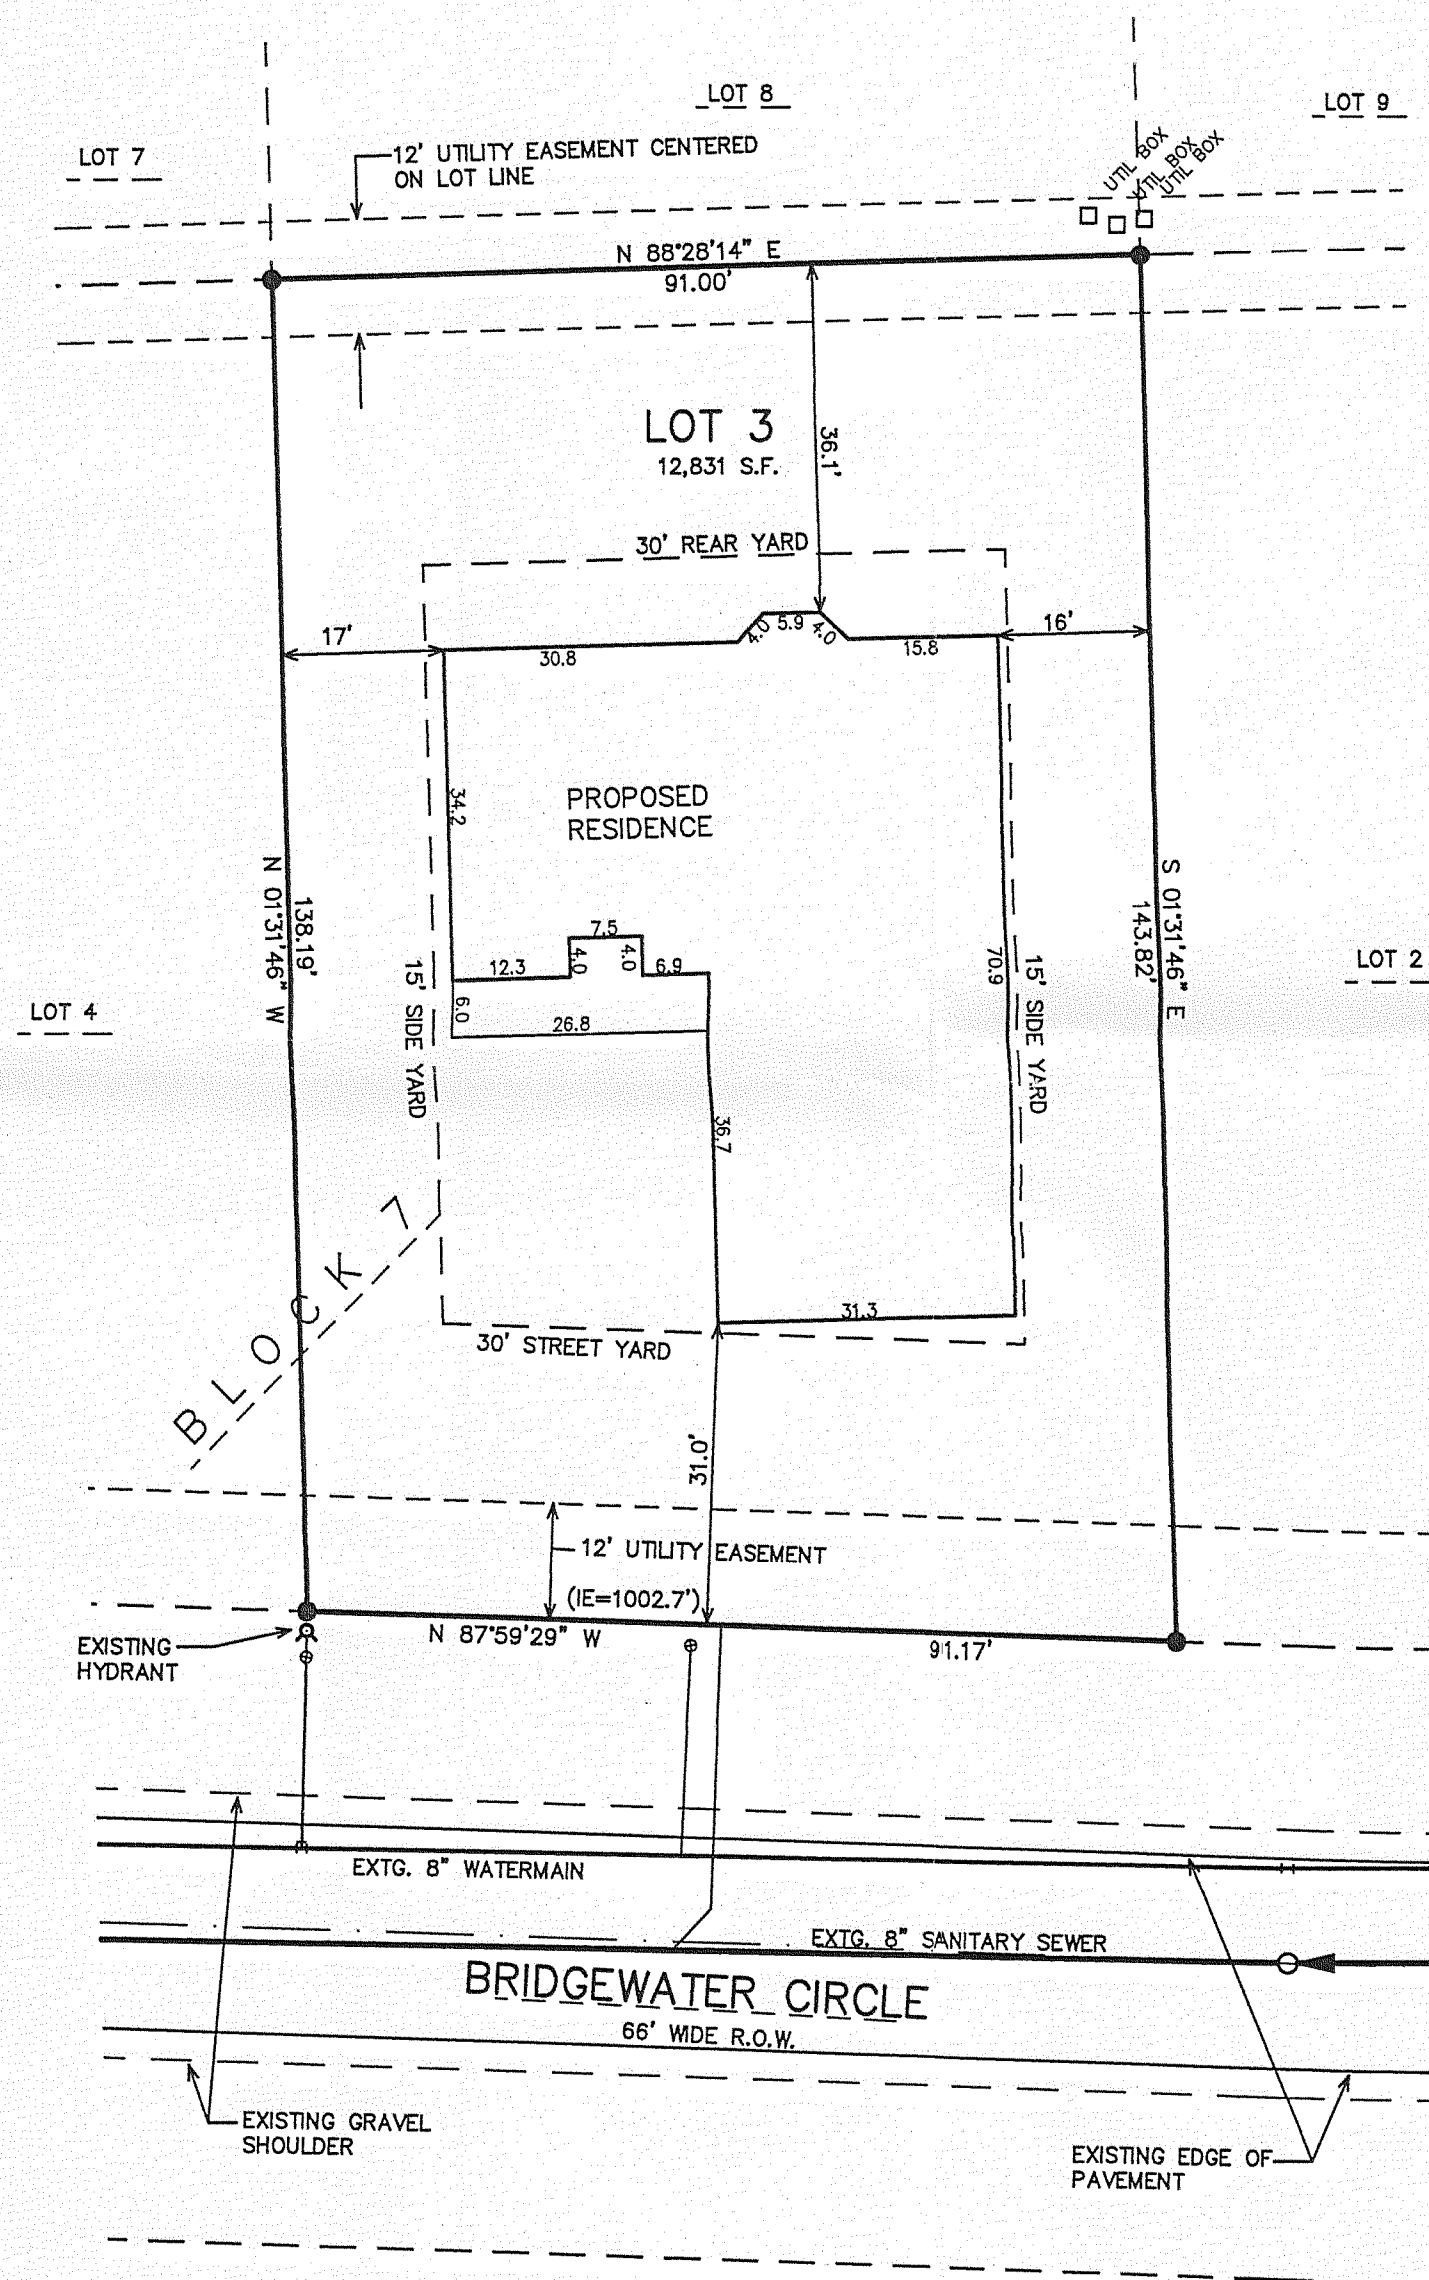 LOT 8
LOT 9
LOT 7
12' UTILITY EASEMENT CENTERED
ON LOT LINE
UTIL BOX
UTIL BOX
UTIL BOX
N 88°28'14" E
91.00'
LOT 3
12,831 S.F.
36.1'
30' REAR YARD
17'
16'
30.8
4.0
5.9
4.0
15.8
34.2
PROPOSED
RESIDENCE
N 01°31'46" W
138.19'
S 01°31'46" E
143.82'
7.5
4.0
4.0
12.3
6.9
70.9
15' SIDE YARD
15' SIDE YARD
LOT 2
LOT 4
6.0
26.8
36.7
BLOCK 7
31.3
30' STREET YARD
31.0'
12' UTILITY EASEMENT
(IE=1002.7')
N 87°59'29" W
91.17'
EXISTING
HYDRANT
EXTG. 8" WATERMAIN
EXTG. 8" SANITARY SEWER
BRIDGEWATER CIRCLE
66' WIDE R.O.W.
EXISTING GRAVEL
SHOULDER
EXISTING EDGE OF
PAVEMENT